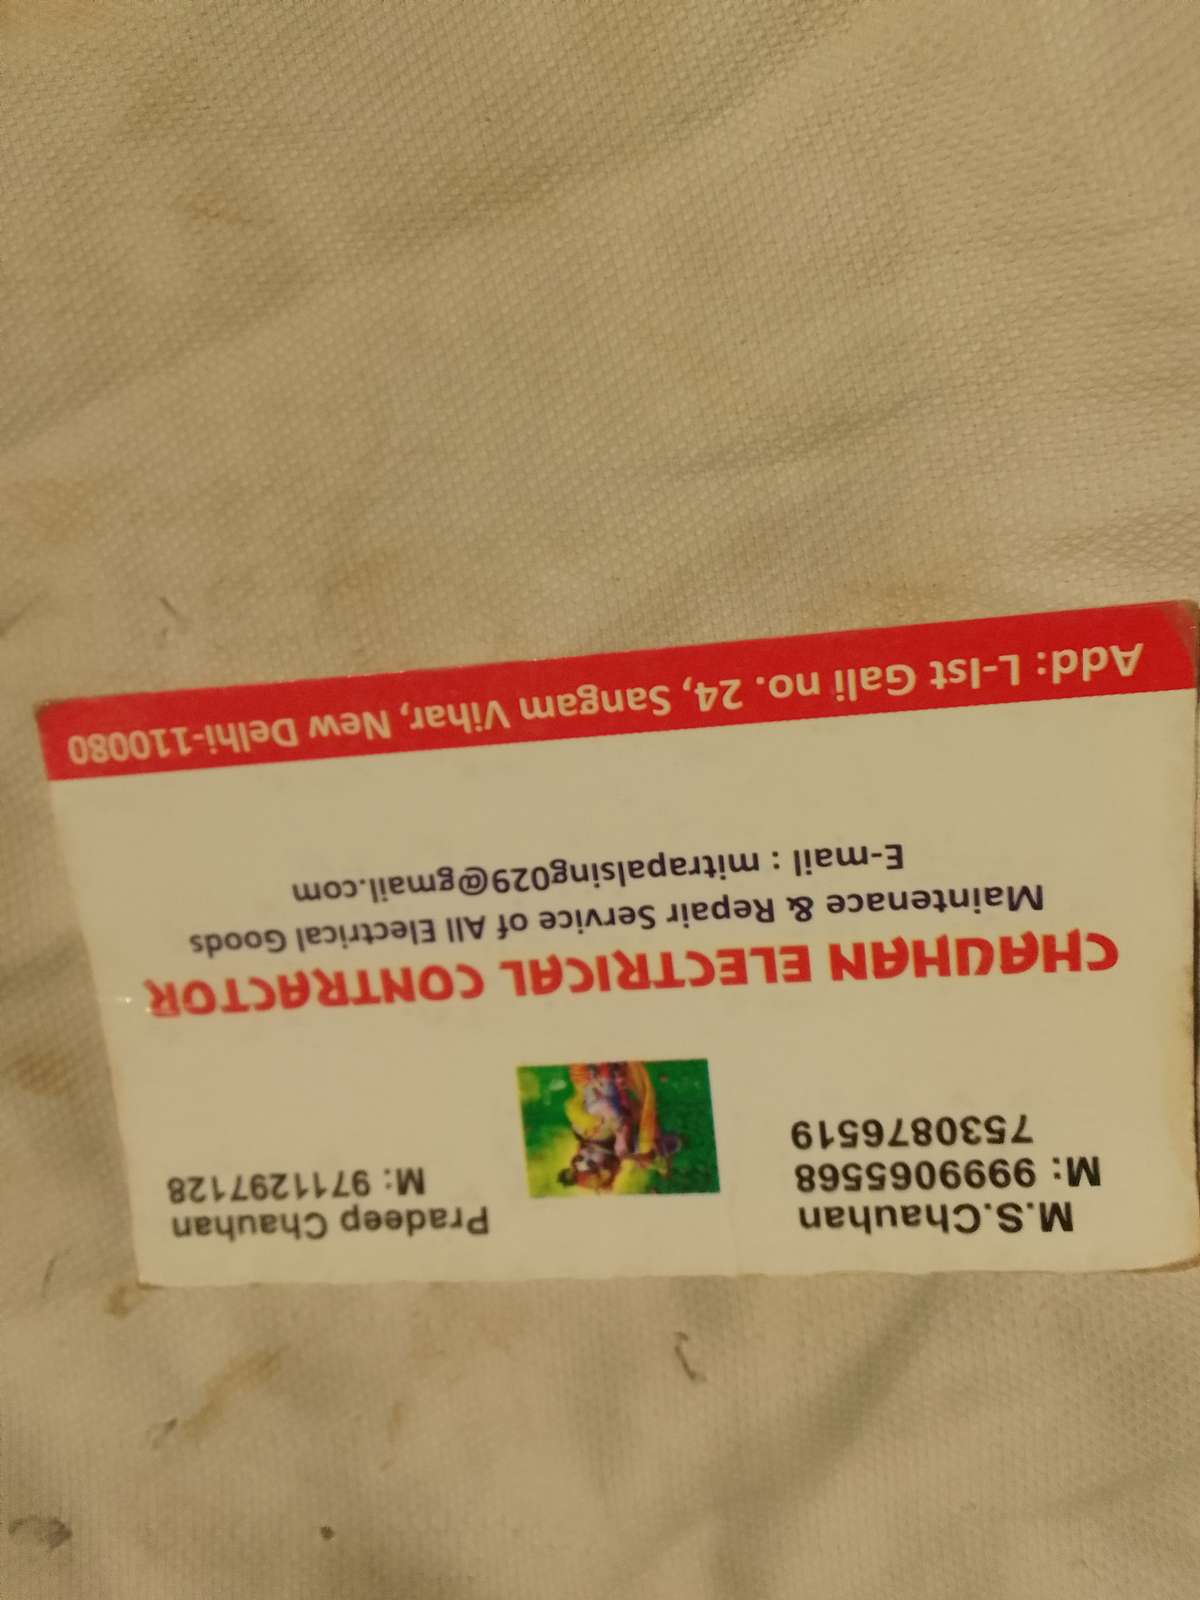 M.S.Chauhan
M: 9999065568
7530876519
Pradeep Chauhan
M: 9711297128
CHAUHAN ELECTRICAL CONTRACTOR
Maintenace & Repair Service of All Electrical Goods
E-mail : mitrapalsing029@gmail.com
Add: L-Ist Gali no. 24, Sangam Vihar, New Delhi-110080